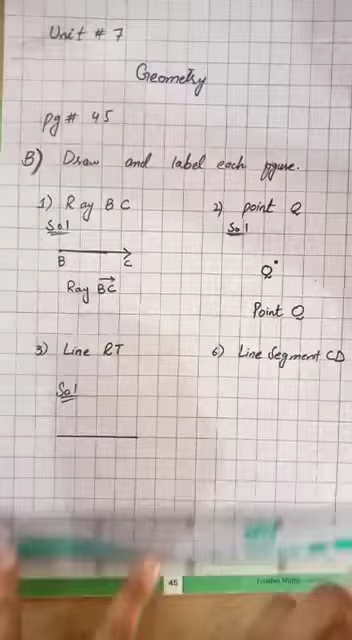 Unit # 7
Geometry
Pg # 45
B) Draw and label each figure.
1) Ray BC
Sol
B C
Ray BC
2) point Q
Sol
Q
Point Q
3) Line RT
Sol
6) Line Segment CD
45